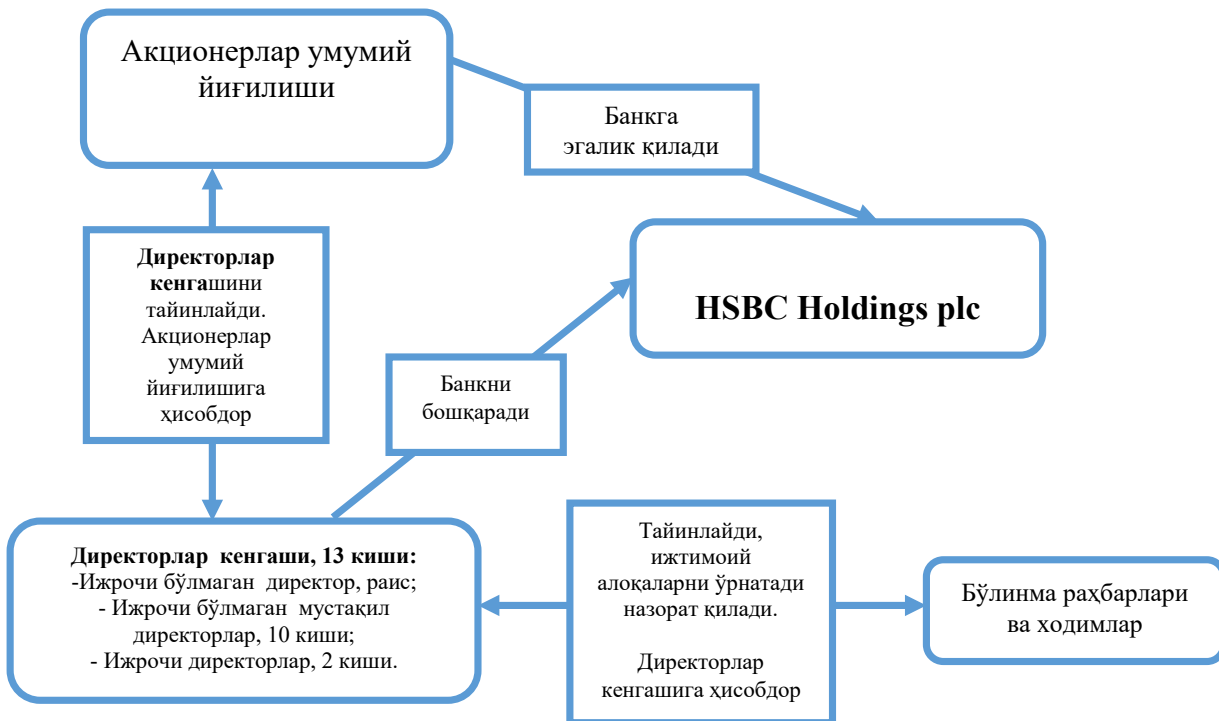 Акционерлар умумий
йиғилиши
Банкга
эгалик қилади
Директорлар
кенгашини
тайинлайди.
Акционерлар
умумий
йиғилишига
ҳисобдор
HSBC Holdings plc
Банкни
бошқаради
Директорлар кенгаши, 13 киши:
-Ижрочи бўлмаган директор, раис;
- Ижрочи бўлмаган мустақил
директорлар, 10 киши;
- Ижрочи директорлар, 2 киши.
Тайинлайди,
ижтимоий
алоқаларни ўрнатади
назорат қилади.
Директорлар
кенгашига ҳисобдор
Бўлинма раҳбарлари
ва ходимлар